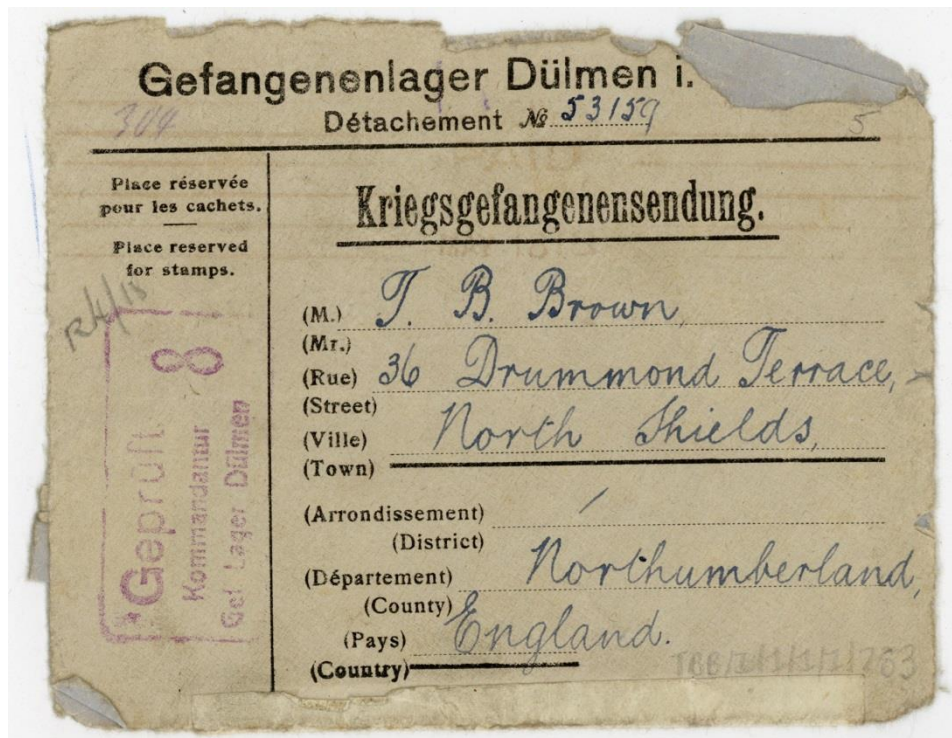 Gefangenenlager Dülmen i.
304
Détachement № 53159
5
Place réservée
pour les cachets.
Place reserved
for stamps.
Kriegsgefangenensendung.
(M.) T. B. Brown,
(Mr.)
(Rue) 36 Drummond Terrace,
(Street)
(Ville) North Shields,
(Town)
(Arrondissement)
(District)
(Département) Northumberland,
(County)
(Pays) England.
(Country)
Geprüft 8
Kommandantur
Gef. Lager Dülmen